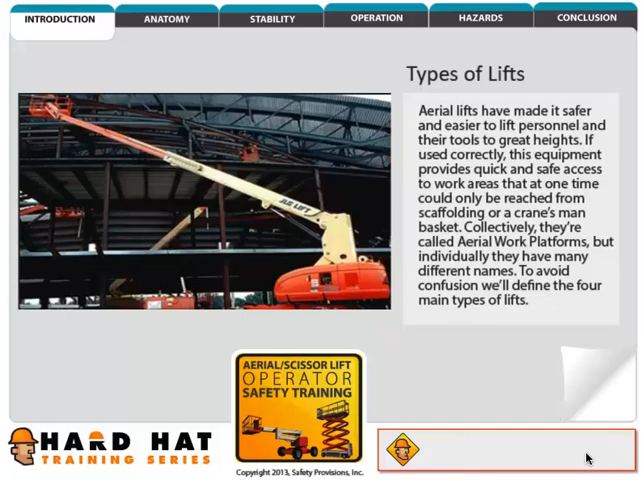 INTRODUCTION
ANATOMY
STABILITY
OPERATION
HAZARDS
CONCLUSION
Types of Lifts
Aerial lifts have made it safer
and easier to lift personnel and
their tools to great heights. If
used correctly, this equipment
provides quick and safe access
to work areas that at one time
could only be reached from
scaffolding or a crane's man
basket. Collectively, they're
called Aerial Work Platforms, but
individually they have many
different names. To avoid
confusion we'll define the four
main types of lifts.
JLG LIFT
AERIAL/SCISSOR LIFT
OPERATOR
SAFETY TRAINING
HARD HAT
TRAINING SERIES
Copyright 2013, Safety Provisions, Inc.